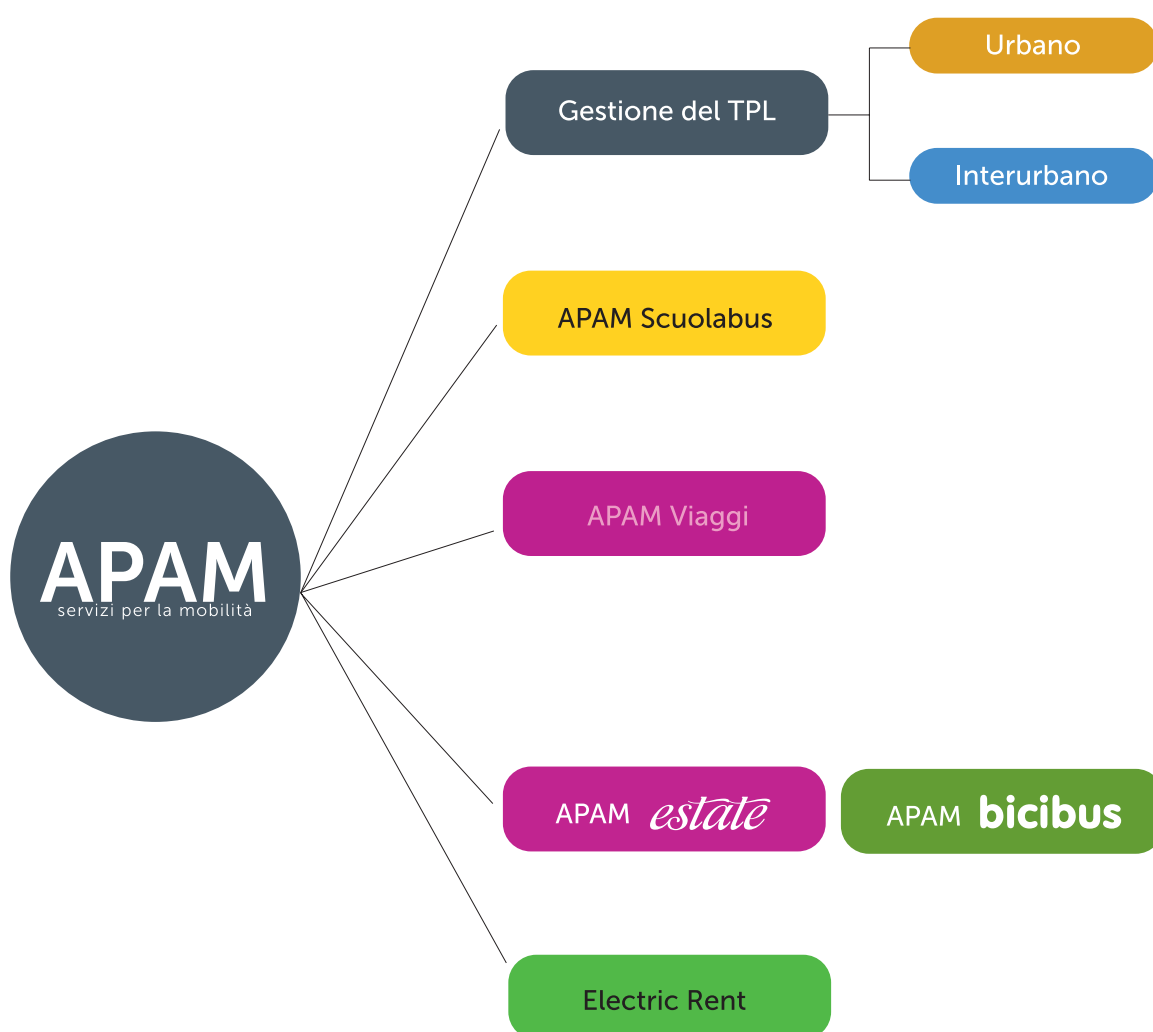 Urbano
Gestione del TPL
Interurbano
APAM Scuolabus
APAM Viaggi
APAM
servizi per la mobilità
APAM estate
APAM bicibus
Electric Rent